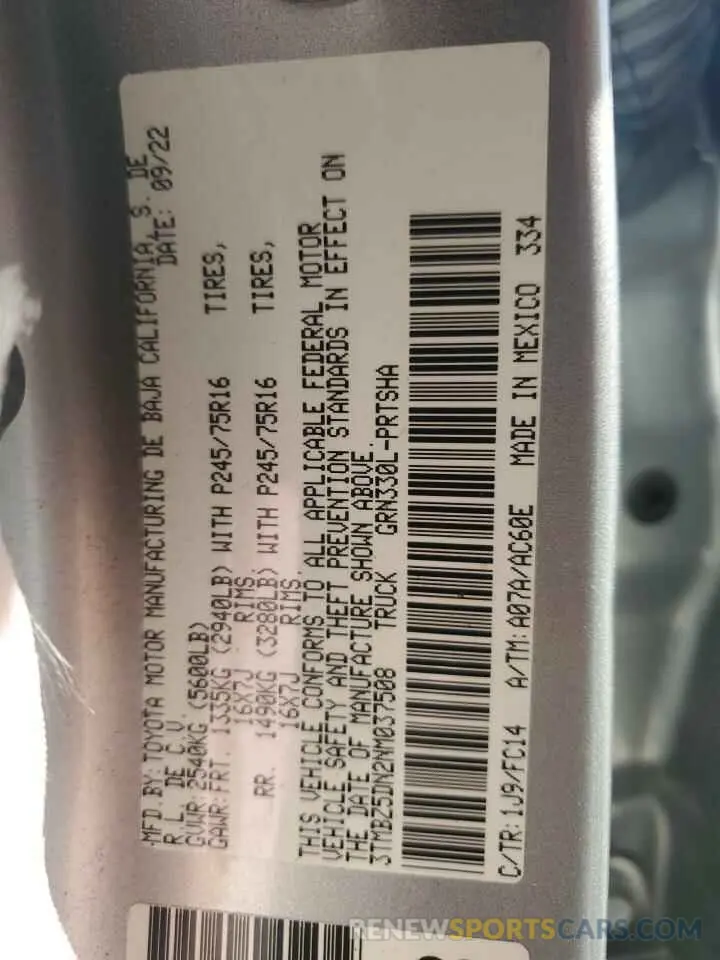 MFD.BY:TOYOTA MOTOR MANUFACTURING DE BAJA CALIFORNIA,S. DE
R L. DE C.V. DATE: 09/22
GVWR:2540KG (5600LB)
GAWR:FRT. 1335KG (2940LB) WITH P245/75R16 TIRES,
16X7J RIMS
RR. 1490KG (3280LB) WITH P245/75R16 TIRES,
16X7J RIMS
THIS VEHICLE CONFORMS TO ALL APPLICABLE FEDERAL MOTOR
VEHICLE SAFETY AND THEFT PREVENTION STANDARDS IN EFFECT ON
THE DATE OF MANUFACTURE SHOWN ABOVE.
3TMBZ5DN2NM037508 TRUCK GRN330L-PRTSHA
C/TR:1J9/FC14 A/TM:A07A/AC60E MADE IN MEXICO 334
RENEWSPORTSCARS.COM